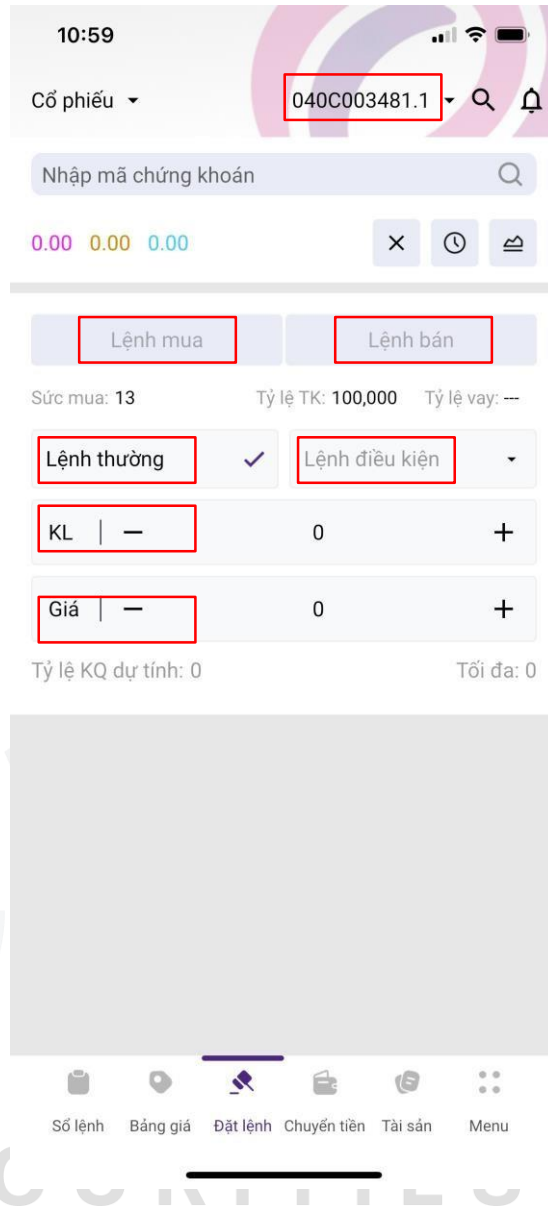 10:59
Cổ phiếu 040C003481.1
Nhập mã chứng khoán
0.00 0.00 0.00
Lệnh mua Lệnh bán
Sức mua: 13 Tỷ lệ TK: 100,000 Tỷ lệ vay: ---
Lệnh thường Lệnh điều kiện
KL 0
Giá 0
Tỷ lệ KQ dự tính: 0 Tối đa: 0
Sổ lệnh Bảng giá Đặt lệnh Chuyển tiền Tài sản Menu